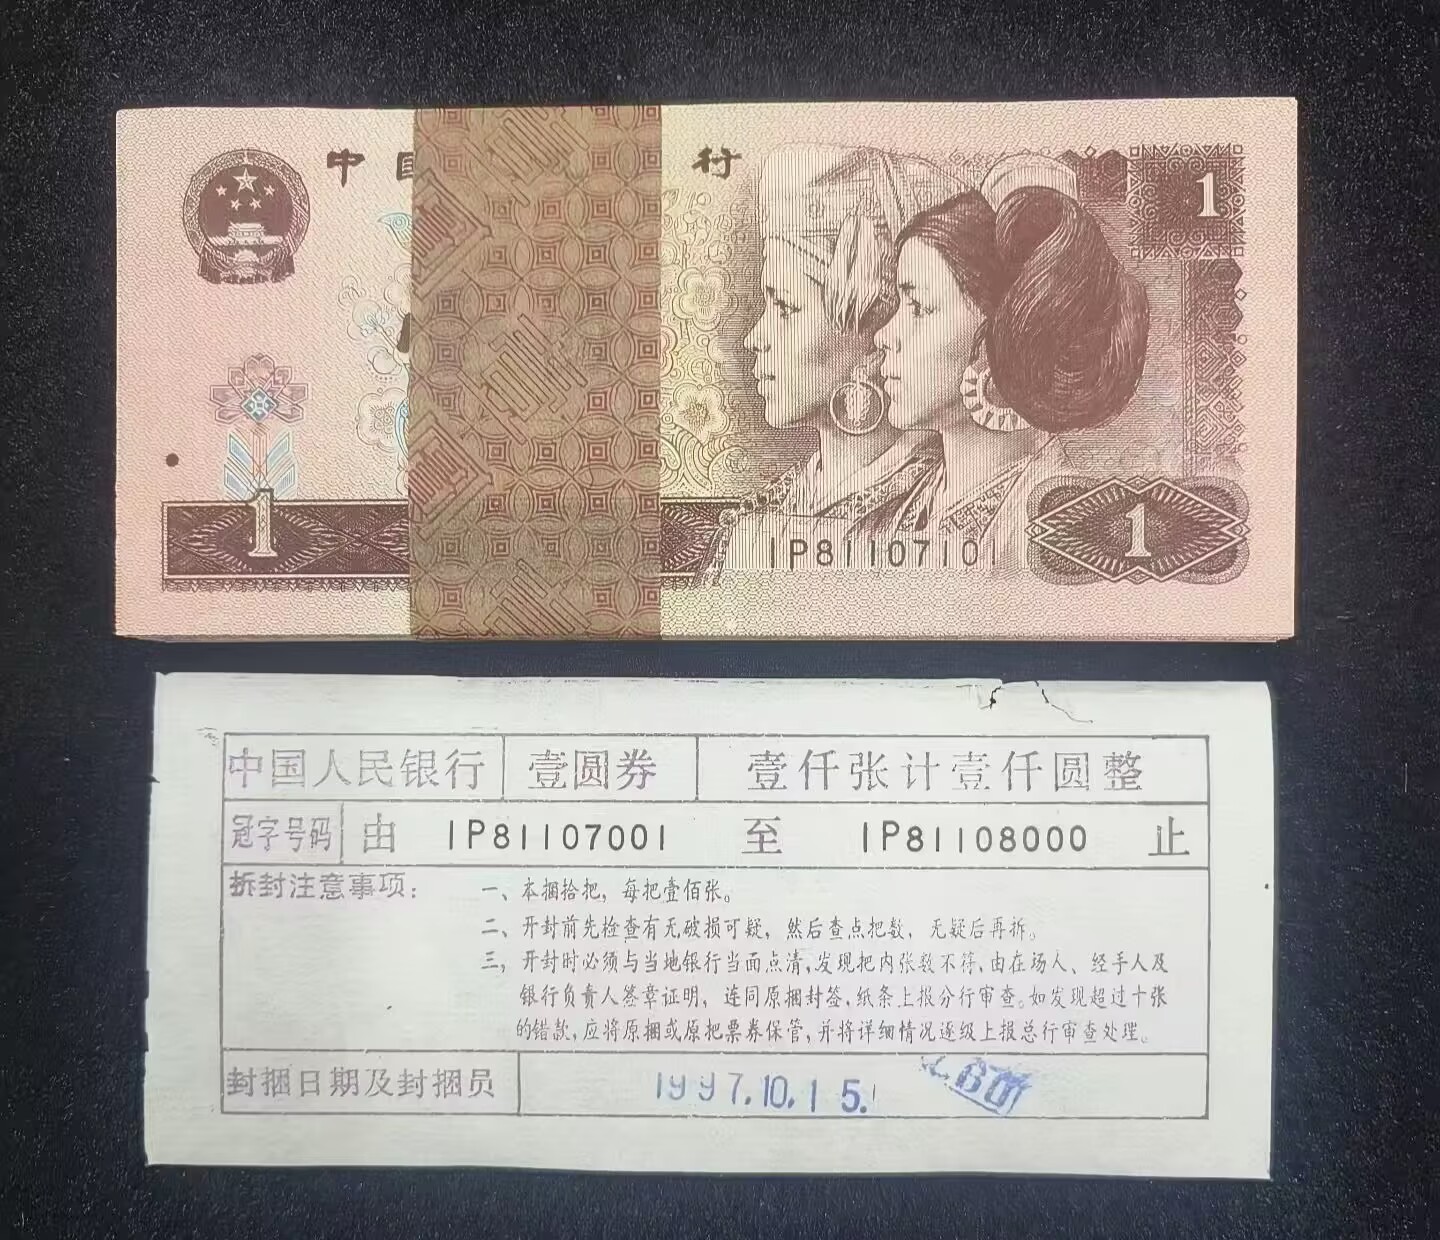 中国 行
1
1
1
IP81107101
中国人民银行 壹圆券 壹仟张计壹仟圆整
冠字号码 由 IP81107001 至 IP81108000 止
拆封注意事项: 一、本捆拾把,每把壹佰张。
二、开封前先检查有无破损可疑,然后查点把数,无疑后再拆。
三,开封时必须与当地银行当面点清,发现把内张数不符,由在场人、经手人及
银行负责人签章证明,连同原捆封签,纸条上报分行审查。如发现超过十张
的错款,应将原捆或原把票券保管,并将详细情况逐级上报总行审查处理。
封捆日期及封捆员 1997.10.15.